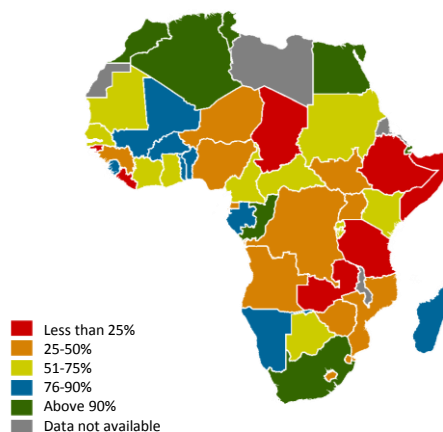 Less than 25%
25-50%
51-75%
76-90%
Above 90%
Data not available